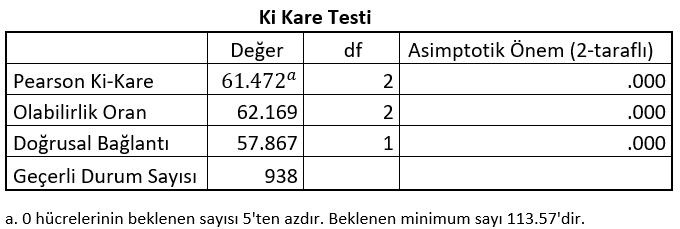 Ki Kare Testi
Değer df Asimptotik Önem (2-taraflı)
Pearson Ki-Kare 61.472a 2 .000
Olabilirlik Oran 62.169 2 .000
Doğrusal Bağlantı 57.867 1 .000
Geçerli Durum Sayısı 938
a. 0 hücrelerinin beklenen sayısı 5'ten azdır. Beklenen minimum sayı 113.57'dir.